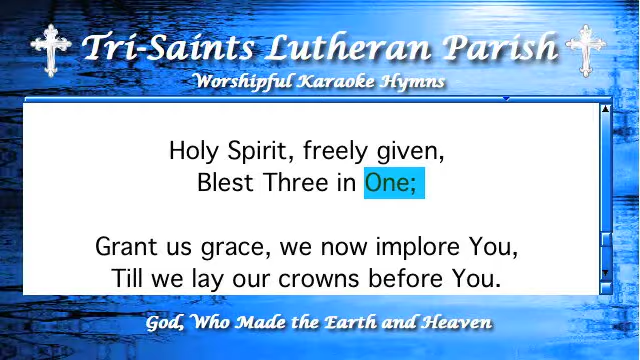 Tri-Saints Lutheran Parish
Worshipful Karaoke Hymns
Holy Spirit, freely given,
Blest Three in One;
Grant us grace, we now implore You,
Till we lay our crowns before You.
God, Who Made the Earth and Heaven